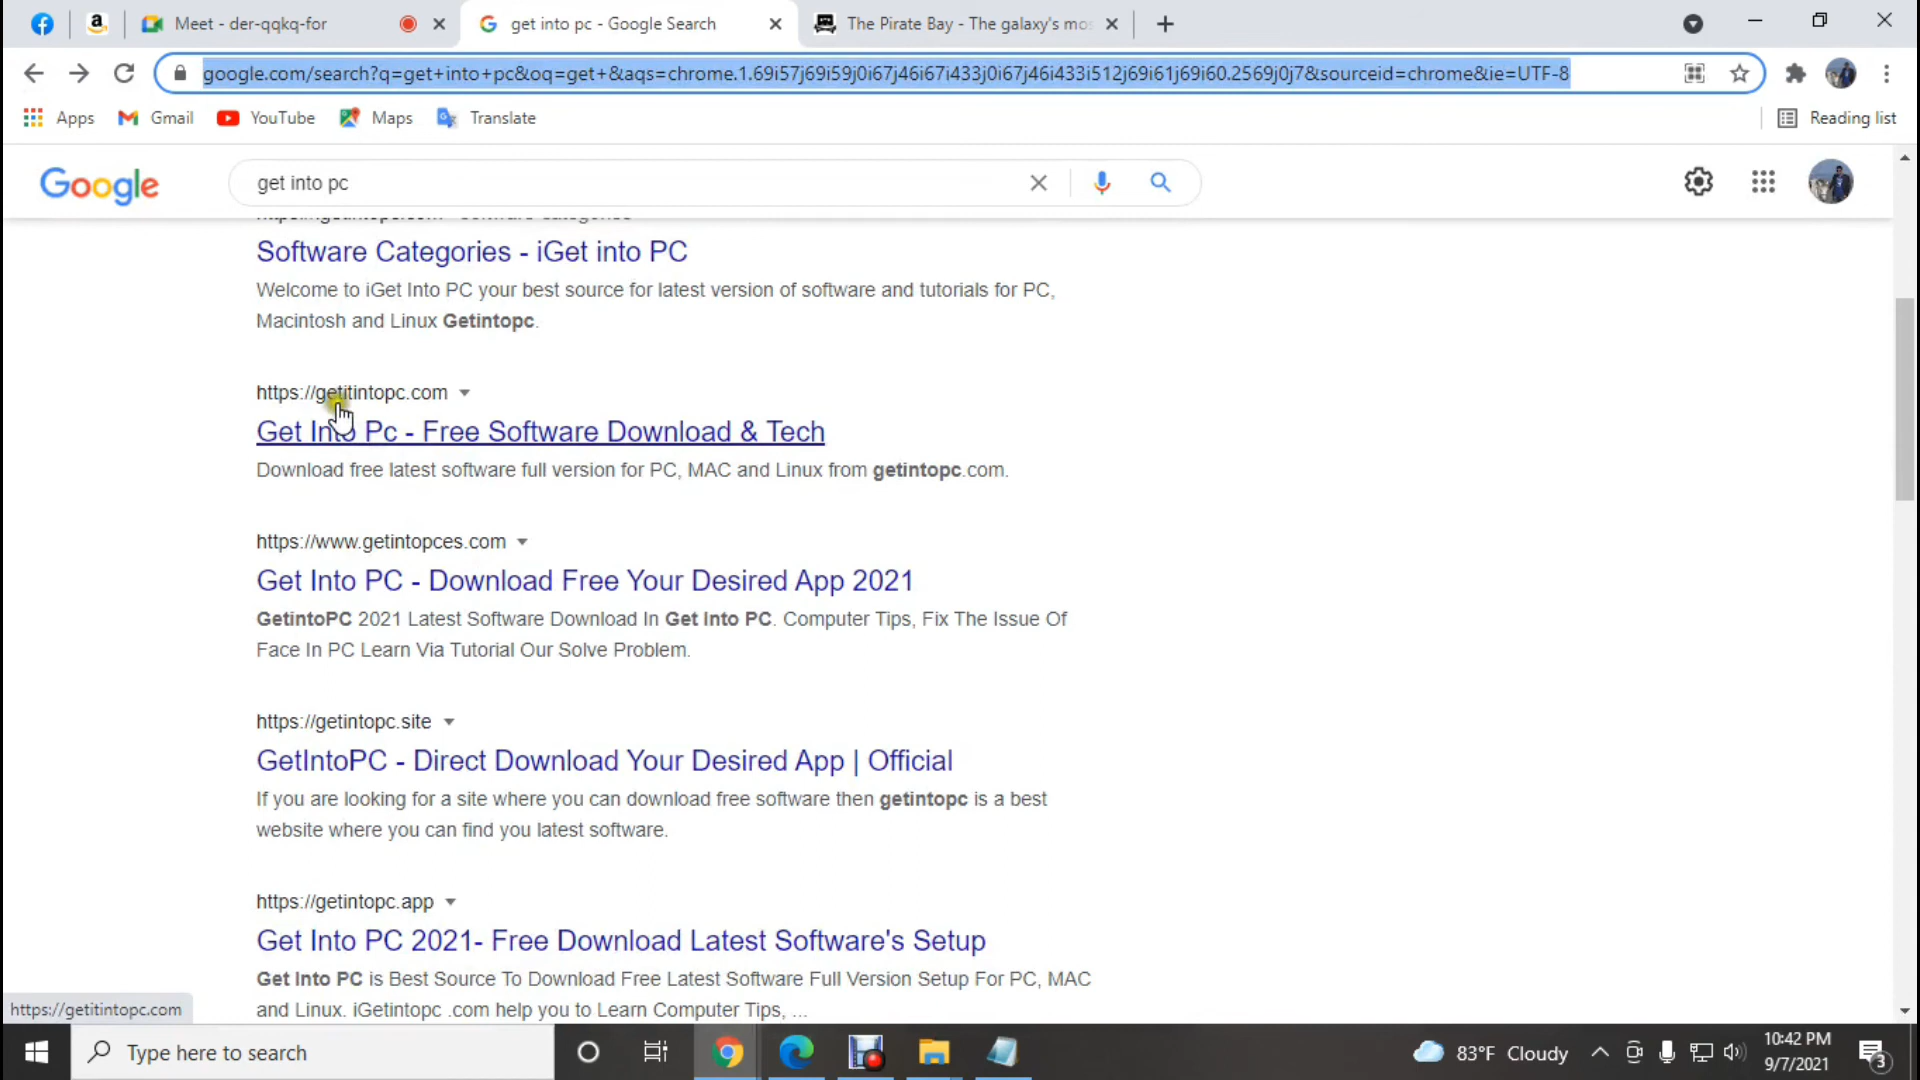 Meet - der-qqkq-for
get into pc - Google Search
The Pirate Bay - The galaxy's mos
google.com/search?q=get+into+pc&oq=get+&aqs=chrome.1.69i57j69i59j0i67j46i67i433j0i67j46i433i512j69i61j69i60.2569j0j7&sourceid=chrome&ie=UTF-8
Apps Gmail YouTube Maps Translate Reading list
Google get into pc
Software Categories - iGet into PC
Welcome to iGet Into PC your best source for latest version of software and tutorials for PC,
Macintosh and Linux Getintopc.
https://getitintopc.com
Get Into Pc - Free Software Download & Tech
Download free latest software full version for PC, MAC and Linux from getintopc.com.
https://www.getintopces.com
Get Into PC - Download Free Your Desired App 2021
GetintoPC 2021 Latest Software Download In Get Into PC. Computer Tips, Fix The Issue Of
Face In PC Learn Via Tutorial Our Solve Problem.
https://getintopc.site
GetIntoPC - Direct Download Your Desired App | Official
If you are looking for a site where you can download free software then getintopc is a best
website where you can find you latest software.
https://getintopc.app
Get Into PC 2021- Free Download Latest Software's Setup
Get Into PC is Best Source To Download Free Latest Software Full Version Setup For PC, MAC
and Linux. iGetintopc .com help you to Learn Computer Tips, ...
https://getitintopc.com
Type here to search
83°F Cloudy
10:42 PM
9/7/2021
3